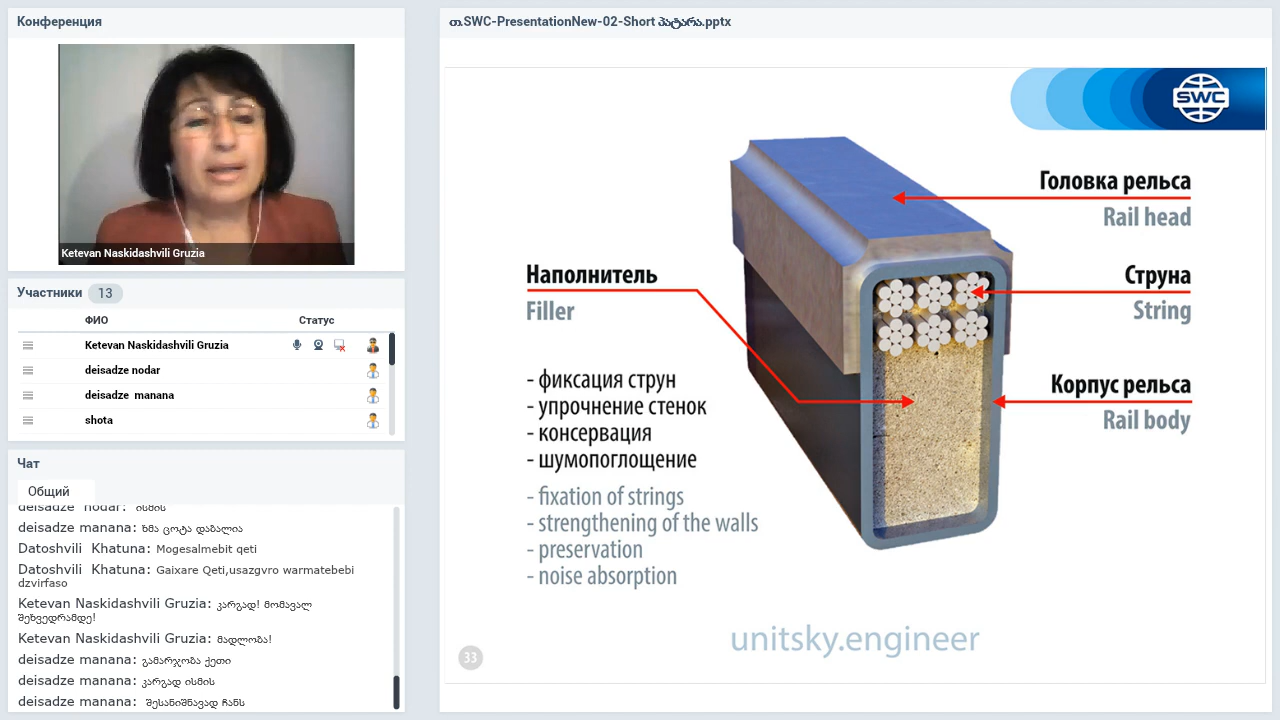 Конференция
Ketevan Naskidashvili Gruzia
Участники 13
ФИО Статус
Ketevan Naskidashvili Gruzia
deisadze nodar
deisadze manana
shota
Чат
Общий
deisadze nodar: ისმის
deisadze manana: ხმა ცოტა დაბალია
Datoshvili Khatuna: Mogesalmebit qeti
Datoshvili Khatuna: Gaixare Qeti,usazgvro warmatebebi
dzvirfaso
Ketevan Naskidashvili Gruzia: კარგად! მომავალ
შეხვედრამდე!
Ketevan Naskidashvili Gruzia: მადლობა!
deisadze manana: გამარჯობა ქეთი
deisadze manana: კარგად ისმის
deisadze manana: შესანიშნავად ჩანს
თ.SWC-PresentationNew-02-Short პატარა.pptx
SWC
Головка рельса
Rail head
Наполнитель
Filler
Струна
String
Корпус рельса
Rail body
- фиксация струн
- упрочнение стенок
- консервация
- шумопоглощение
- fixation of strings
- strengthening of the walls
- preservation
- noise absorption
unitsky.engineer
33